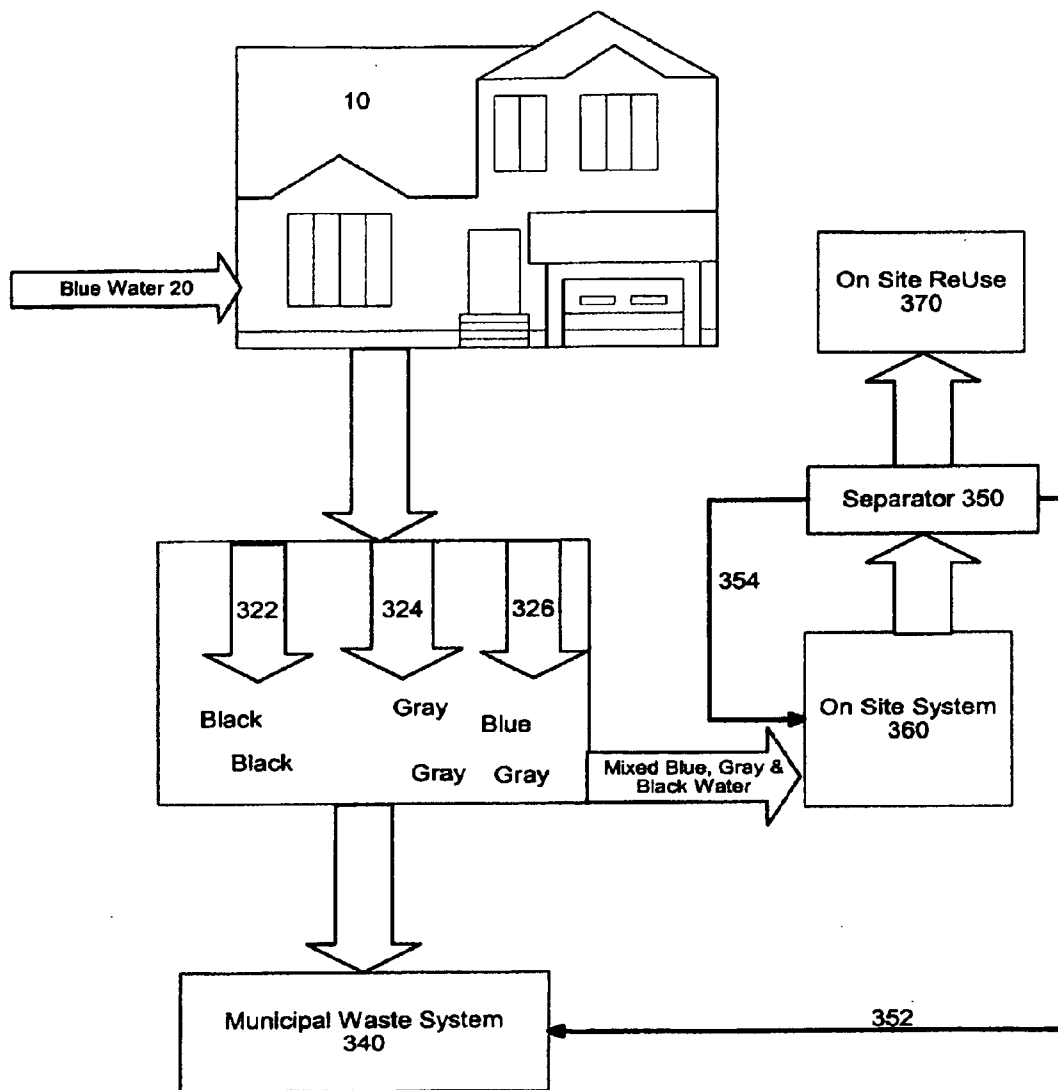 10
Blue Water 20
On Site ReUse
370
Separator 350
354
322
324
326
On Site System
360
Black
Gray
Blue
Black
Gray
Gray
Mixed Blue, Gray &
Black Water
Municipal Waste System
340
352